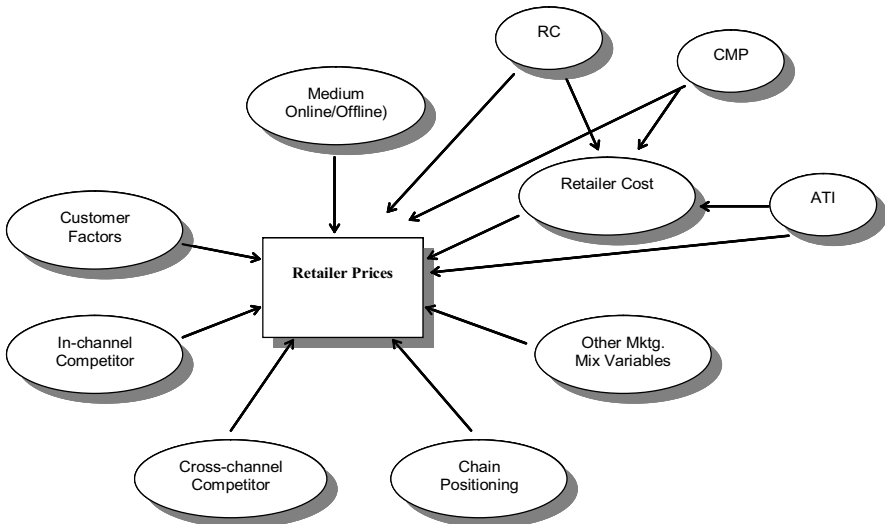 RC
CMP
Medium
Online/Offline)
Retailer Cost
ATI
Customer
Factors
Retailer Prices
In-channel
Competitor
Other Mktg.
Mix Variables
Cross-channel
Competitor
Chain
Positioning